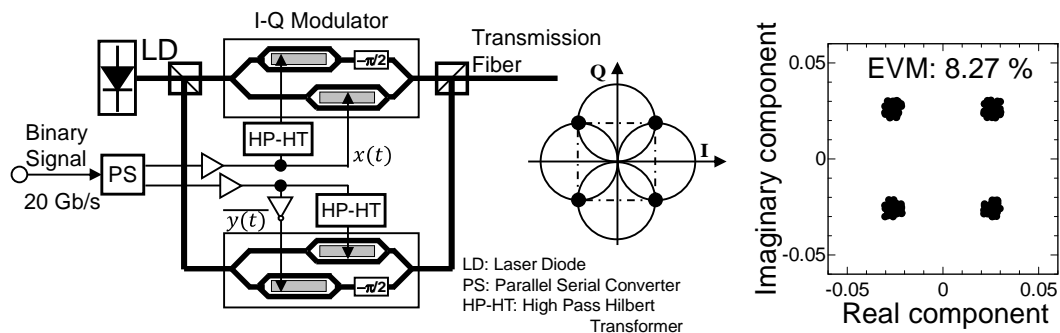 I-Q Modulator
LD
−π/2
Transmission
Fiber
HP-HT
x(t)
Binary
Signal
PS
20 Gb/s
HP-HT
y(t)
−π/2
LD: Laser Diode
PS: Parallel Serial Converter
HP-HT: High Pass Hilbert
Transformer
Q
I
EVM: 8.27 %
Imaginary component
0.05
0
-0.05
-0.05
0
0.05
Real component